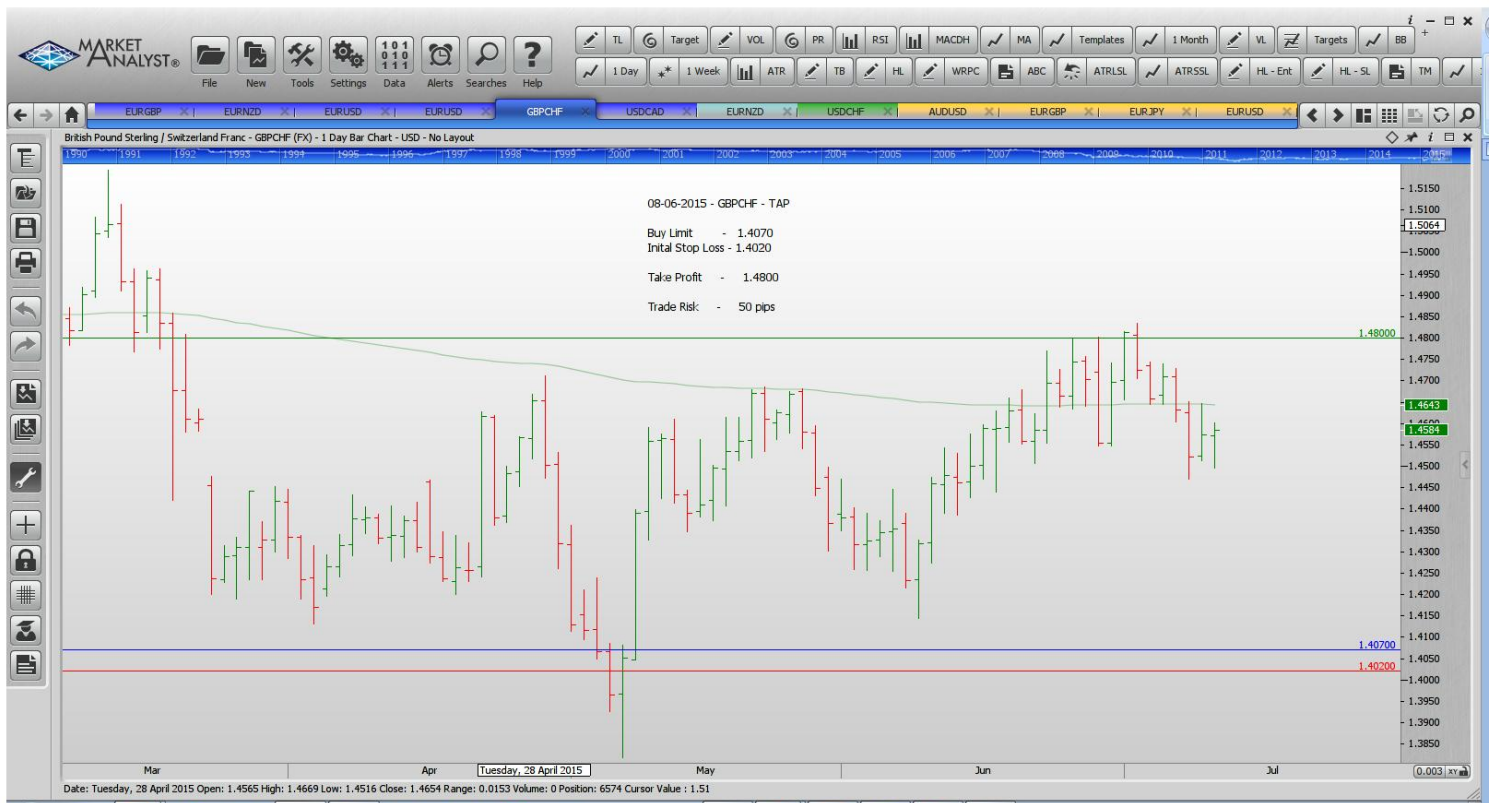 i
MARKET ANALYST®
File New Tools Settings Data Alerts Searches Help
TL Target VOL PR RSI MACDH MA Templates 1 Month VL Targets BB
1 Day 1 Week ATR TB HL WRPC ABC ATRLSL ATRSSL HL - Ent HL - SL TM
EURGBP EURNZD EURUSD EURUSD GBPCHF USDCAD EURNZD USDCHF AUDUSD EURGBP EURJPY EURUSD
British Pound Sterling / Switzerland Franc - GBPCHF (FX) - 1 Day Bar Chart - USD - No Layout
1990 1991 1992 1993 1994 1995 1996 1997 1998 1999 2000 2001 2002 2003 2004 2005 2006 2007 2008 2009 2010 2011 2012 2013 2014 2015
08-06-2015 - GBPCHF - TAP
Buy Limit - 1.4070
Inital Stop Loss - 1.4020
Take Profit - 1.4800
Trade Risk - 50 pips
1.48000
1.40700
1.40200
1.5150
1.5100
1.5064
1.5000
1.4950
1.4900
1.4850
1.4800
1.4750
1.4700
1.4643
1.4584
1.4550
1.4500
1.4450
1.4400
1.4350
1.4300
1.4250
1.4200
1.4150
1.4100
1.4050
1.4000
1.3950
1.3900
1.3850
Mar Apr Tuesday, 28 April 2015 May Jun Jul
0.003 XY
Date: Tuesday, 28 April 2015 Open: 1.4565 High: 1.4669 Low: 1.4516 Close: 1.4654 Range: 0.0153 Volume: 0 Position: 6574 Cursor Value : 1.51